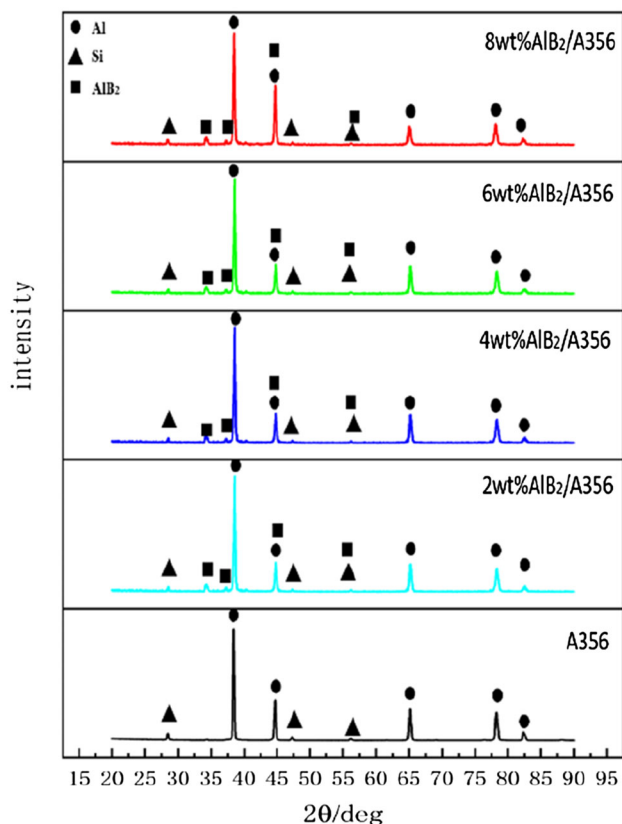 Al
Si
AlB₂
8wt%AlB₂/A356
6wt%AlB₂/A356
4wt%AlB₂/A356
2wt%AlB₂/A356
A356
intensity
15 20 25 30 35 40 45 50 55 60 65 70 75 80 85 90 95
2θ/deg